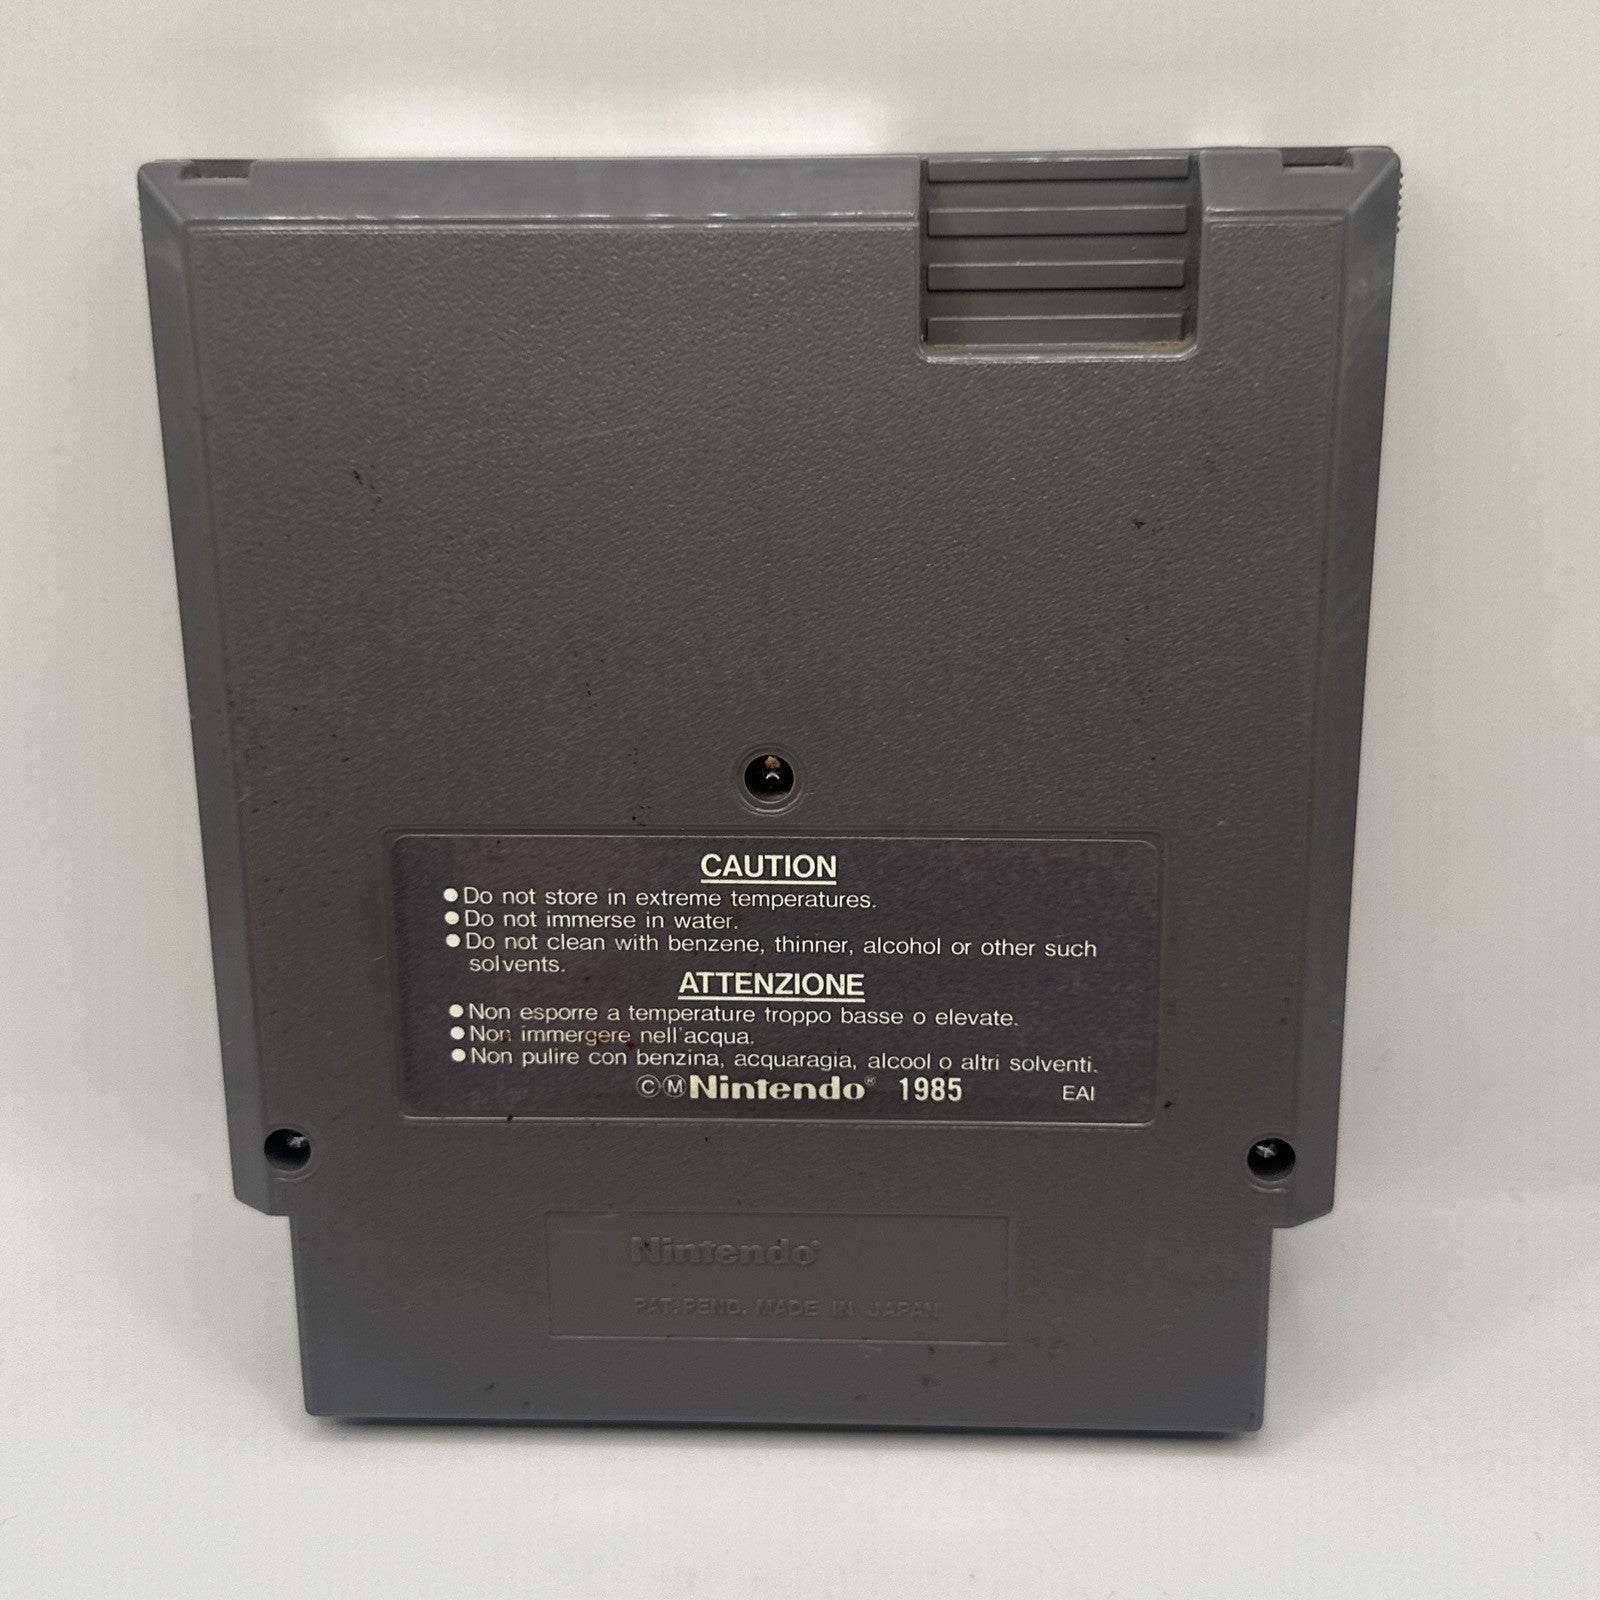 CAUTION
●Do not store in extreme temperatures.
●Do not immerse in water.
●Do not clean with benzene, thinner, alcohol or other such
solvents.
ATTENZIONE
●Non esporre a temperature troppo basse o elevate.
●Non immergere nell'acqua.
●Non pulire con benzina, acquaragia, alcool o altri solventi.
©ⓂNintendo® 1985 EAI
Nintendo®
PAT. PEND. MADE IN JAPAN